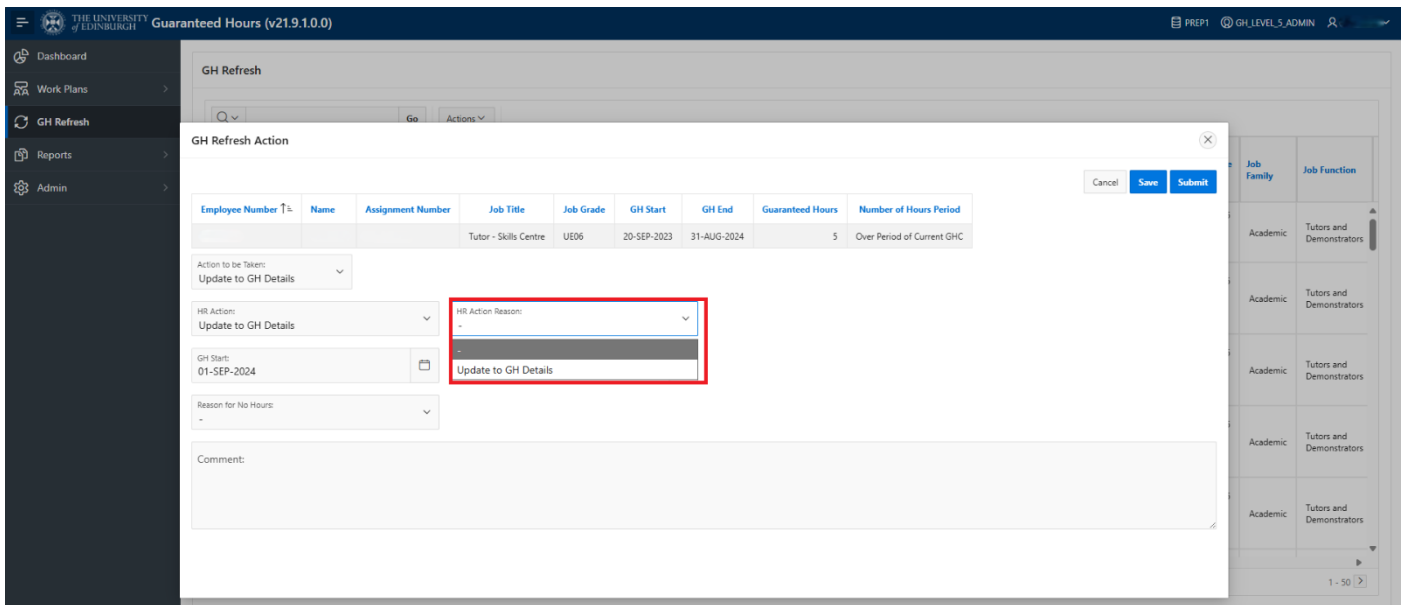 THE UNIVERSITY
of EDINBURGH
Guaranteed Hours (v21.9.1.0.0)
PREP1
GH_LEVEL_5_ADMIN
Dashboard
Work Plans
GH Refresh
Reports
Admin
GH Refresh
Go
Actions
GH Refresh Action
Cancel
Save
Submit
Employee Number
Name
Assignment Number
Job Title
Job Grade
GH Start
GH End
Guaranteed Hours
Number of Hours Period
Tutor - Skills Centre
UE06
20-SEP-2023
31-AUG-2024
5
Over Period of Current GHC
Action to be Taken:
Update to GH Details
HR Action:
Update to GH Details
HR Action Reason:
-
-
Update to GH Details
GH Start:
01-SEP-2024
Reason for No Hours:
-
Comment:
Job
Family
Job Function
Academic
Tutors and
Demonstrators
Academic
Tutors and
Demonstrators
Academic
Tutors and
Demonstrators
Academic
Tutors and
Demonstrators
Academic
Tutors and
Demonstrators
1 - 50